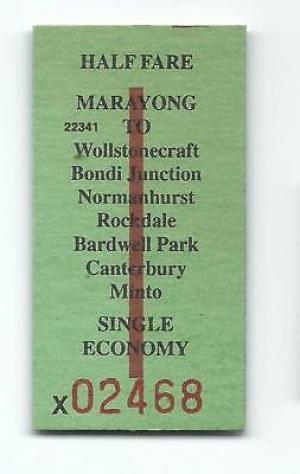 HALF FARE
MARAYONG
22341 TO
Wollstonecraft
Bondi Junction
Normanhurst
Rockdale
Bardwell Park
Canterbury
Minto
SINGLE
ECONOMY
X02468